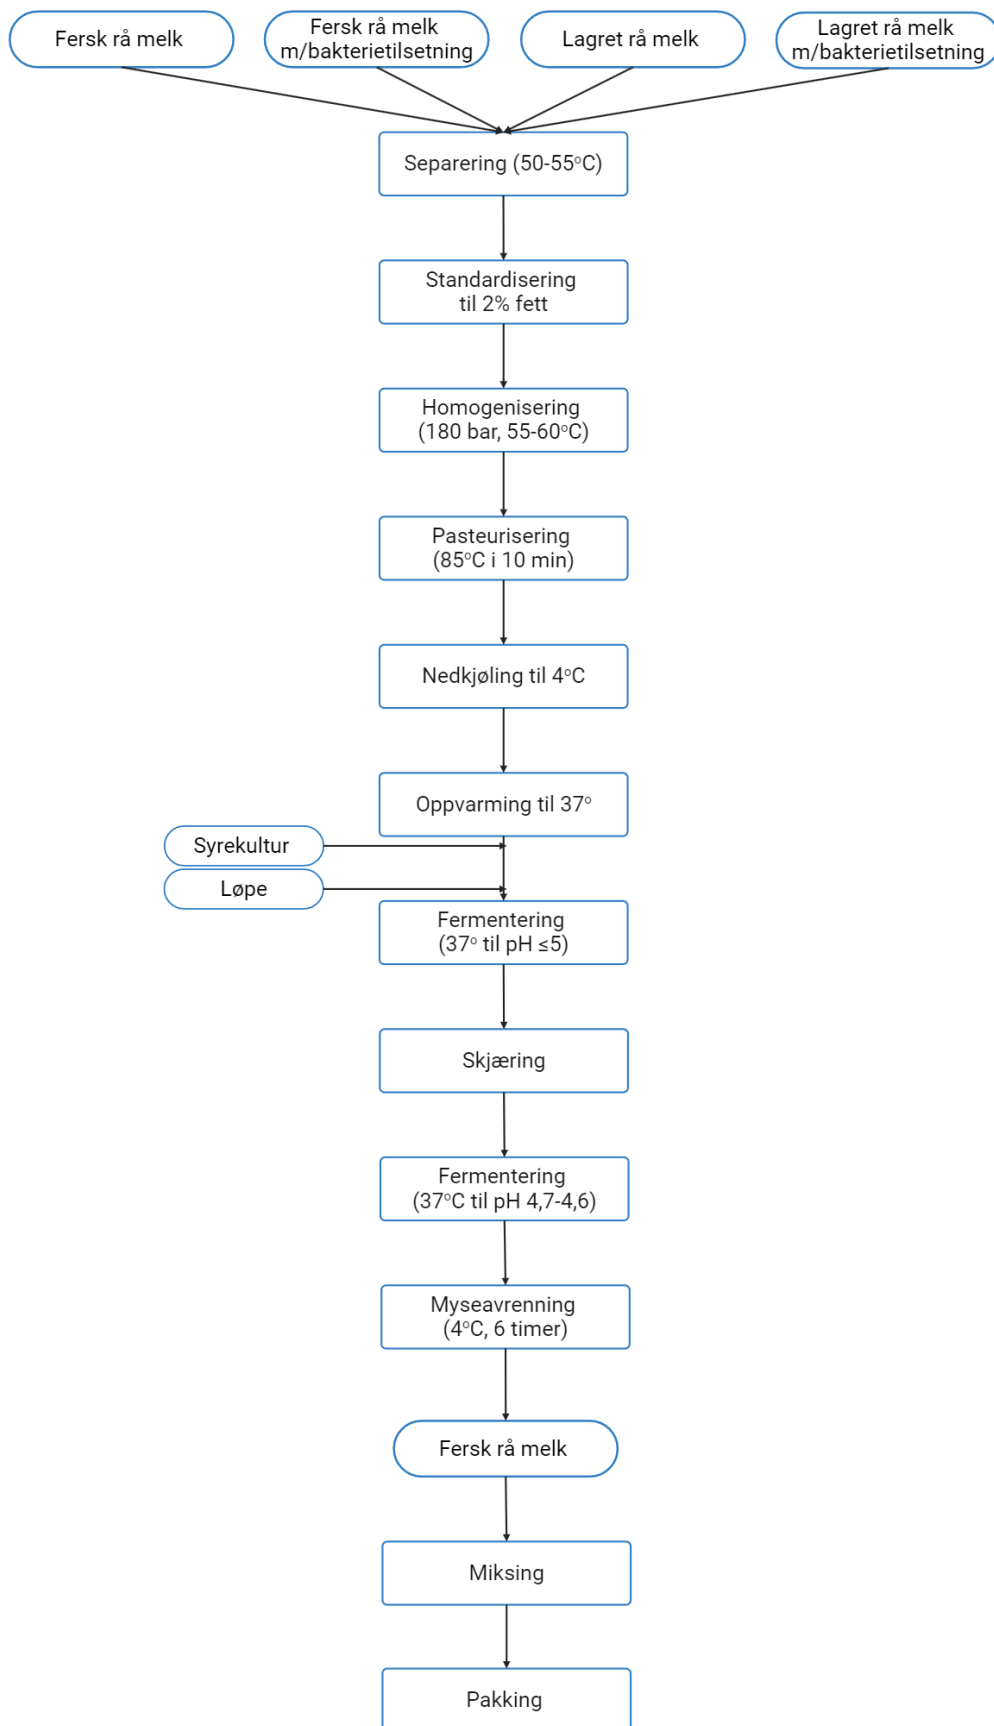 Fersk rå melk
Fersk rå melk
m/bakterietilsetning
Lagret rå melk
Lagret rå melk
m/bakterietilsetning
Separering (50-55°C)
Standardisering
til 2% fett
Homogenisering
(180 bar, 55-60°C)
Pasteurisering
(85°C i 10 min)
Nedkjøling til 4°C
Oppvarming til 37°
Syrekultur
Løpe
Fermentering
(37° til pH ≤5)
Skjæring
Fermentering
(37°C til pH 4,7-4,6)
Myseavrenning
(4°C, 6 timer)
Fersk rå melk
Miksing
Pakking